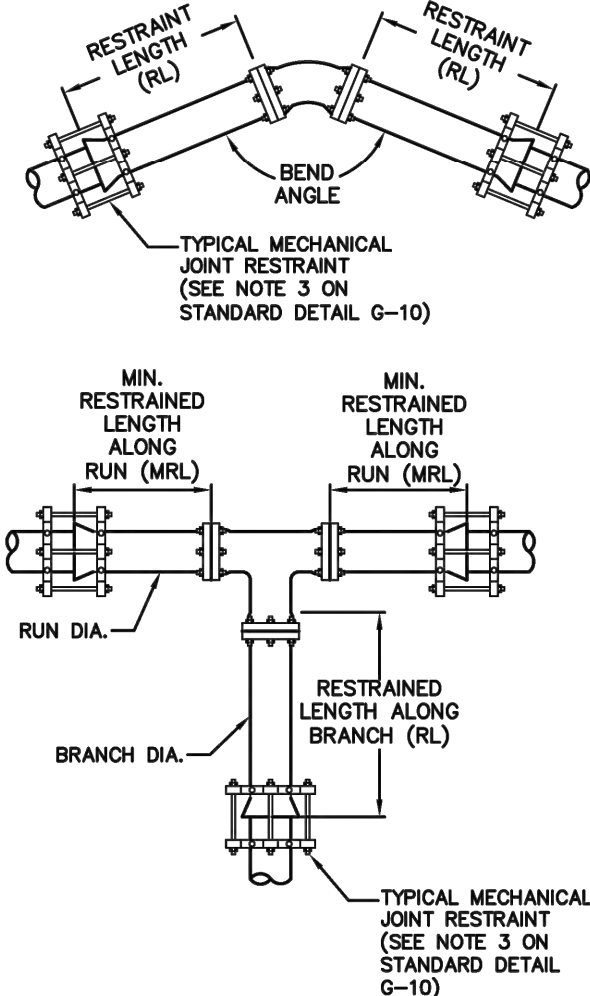 RESTRAINT
LENGTH
(RL)
RESTRAINT
LENGTH
(RL)
BEND
ANGLE
TYPICAL MECHANICAL
JOINT RESTRAINT
(SEE NOTE 3 ON
STANDARD DETAIL G-10)
MIN.
RESTRAINED
LENGTH
ALONG
RUN (MRL)
MIN.
RESTRAINED
LENGTH
ALONG
RUN (MRL)
RUN DIA.
RESTRAINED
LENGTH ALONG
BRANCH (RL)
BRANCH DIA.
TYPICAL MECHANICAL
JOINT RESTRAINT
(SEE NOTE 3 ON
STANDARD DETAIL
G-10)